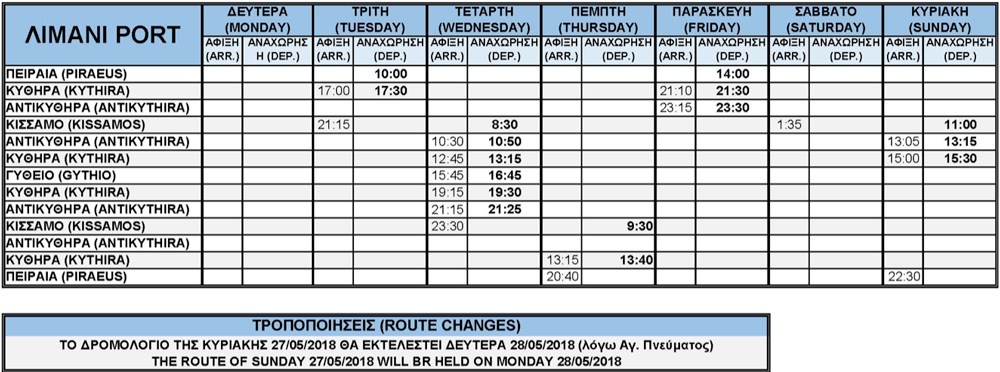 ΛΙΜΑΝΙ PORT
ΔΕΥΤΕΡΑ (MONDAY) ΤΡΙΤΗ (TUESDAY) ΤΕΤΑΡΤΗ (WEDNESDAY) ΠΕΜΠΤΗ (THURSDAY) ΠΑΡΑΣΚΕΥΗ (FRIDAY) ΣΑΒΒΑΤΟ (SATURDAY) ΚΥΡΙΑΚΗ (SUNDAY)
ΑΦΙΞΗ (ARR.) ΑΝΑΧΩΡΗΣ Η (DEP.) ΑΦΙΞΗ (ARR.) ΑΝΑΧΩΡΗΣΗ (DEP.) ΑΦΙΞΗ (ARR.) ΑΝΑΧΩΡΗΣΗ (DEP.) ΑΦΙΞΗ (ARR.) ΑΝΑΧΩΡΗΣΗ (DEP.) ΑΦΙΞΗ (ARR.) ΑΝΑΧΩΡΗΣΗ (DEP.) ΑΦΙΞΗ (ARR.) ΑΝΑΧΩΡΗΣΗ (DEP.) ΑΦΙΞΗ (ARR.) ΑΝΑΧΩΡΗΣΗ (DEP.)
ΠΕΙΡΑΙΑ (PIRAEUS) 10:00 14:00
ΚΥΘΗΡΑ (KYTHIRA) 17:00 17:30 21:10 21:30
ΑΝΤΙΚΥΘΗΡΑ (ANTIKYTHIRA) 23:15 23:30
ΚΙΣΣΑΜΟ (KISSAMOS) 21:15 8:30 1:35 11:00
ΑΝΤΙΚΥΘΗΡΑ (ANTIKYTHIRA) 10:30 10:50 13:05 13:15
ΚΥΘΗΡΑ (KYTHIRA) 12:45 13:15 15:00 15:30
ΓΥΘΕΙΟ (GYTHIO) 15:45 16:45
ΚΥΘΗΡΑ (KYTHIRA) 19:15 19:30
ΑΝΤΙΚΥΘΗΡΑ (ANTIKYTHIRA) 21:15 21:25
ΚΙΣΣΑΜΟ (KISSAMOS) 23:30 9:30
ΑΝΤΙΚΥΘΗΡΑ (ANTIKYTHIRA)
ΚΥΘΗΡΑ (KYTHIRA) 13:15 13:40
ΠΕΙΡΑΙΑ (PIRAEUS) 20:40 22:30
ΤΡΟΠΟΠΟΙΗΣΕΙΣ (ROUTE CHANGES)
ΤΟ ΔΡΟΜΟΛΟΓΙΟ ΤΗΣ ΚΥΡΙΑΚΗΣ 27/05/2018 ΘΑ ΕΚΤΕΛΕΣΤΕΙ ΔΕΥΤΕΡΑ 28/05/2018 (λόγω Αγ. Πνεύματος)
THE ROUTE OF SUNDAY 27/05/2018 WILL BR HELD ON MONDAY 28/05/2018